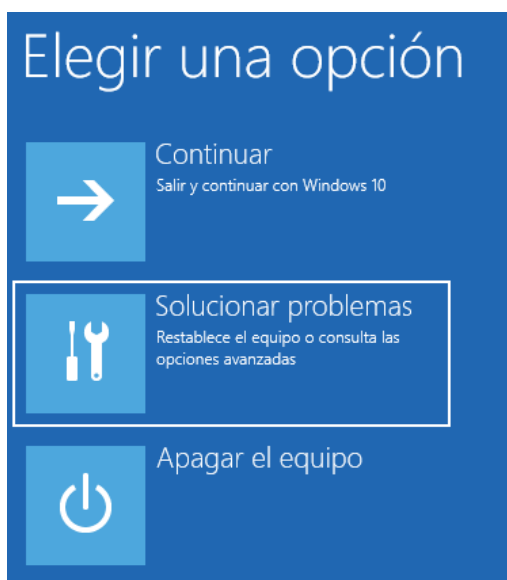 Elegir una opción
Continuar
Salir y continuar con Windows 10
Solucionar problemas
Restablece el equipo o consulta las
opciones avanzadas
Apagar el equipo